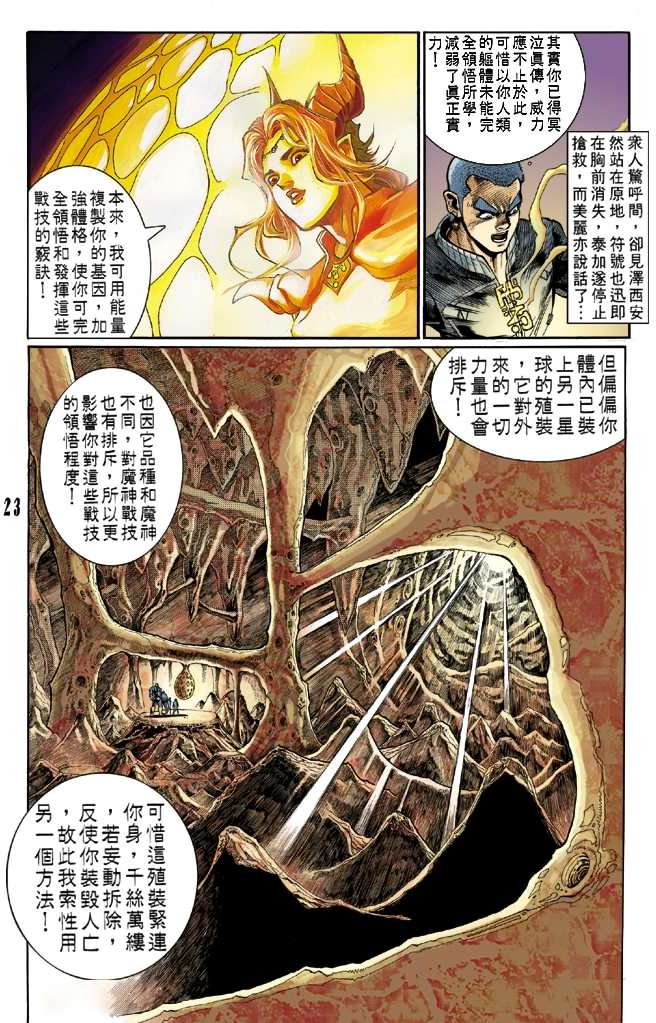 眾人驚呼間，卻見澤西安
然站在原地，符號也迅即
在胸前消失，泰加遂停止
搶救，而美麗亦說話了…
其實你已得冥
泣眞傳，威力
應不止於此，
可惜以你人類
的軀體未能完
全領悟所學，
減弱了眞正實
力！
本來，我可用能量
複製你的基因，加
強體格，使你可完
全領悟和發揮這些
戰技的竅訣！
但偏偏你
體內已裝
上另一星
球的殖裝
，它對外
來的一切
力量也會
排斥！
也因它品種和魔神
不同，對魔神戰技
也有排斥，所以更
影響你對這些戰技
的領悟程度！
23
可惜這殖裝緊連
你身，千絲萬縷
，若妄動拆除，
反使你裝毀人亡
，故此我索性用
另一個方法！